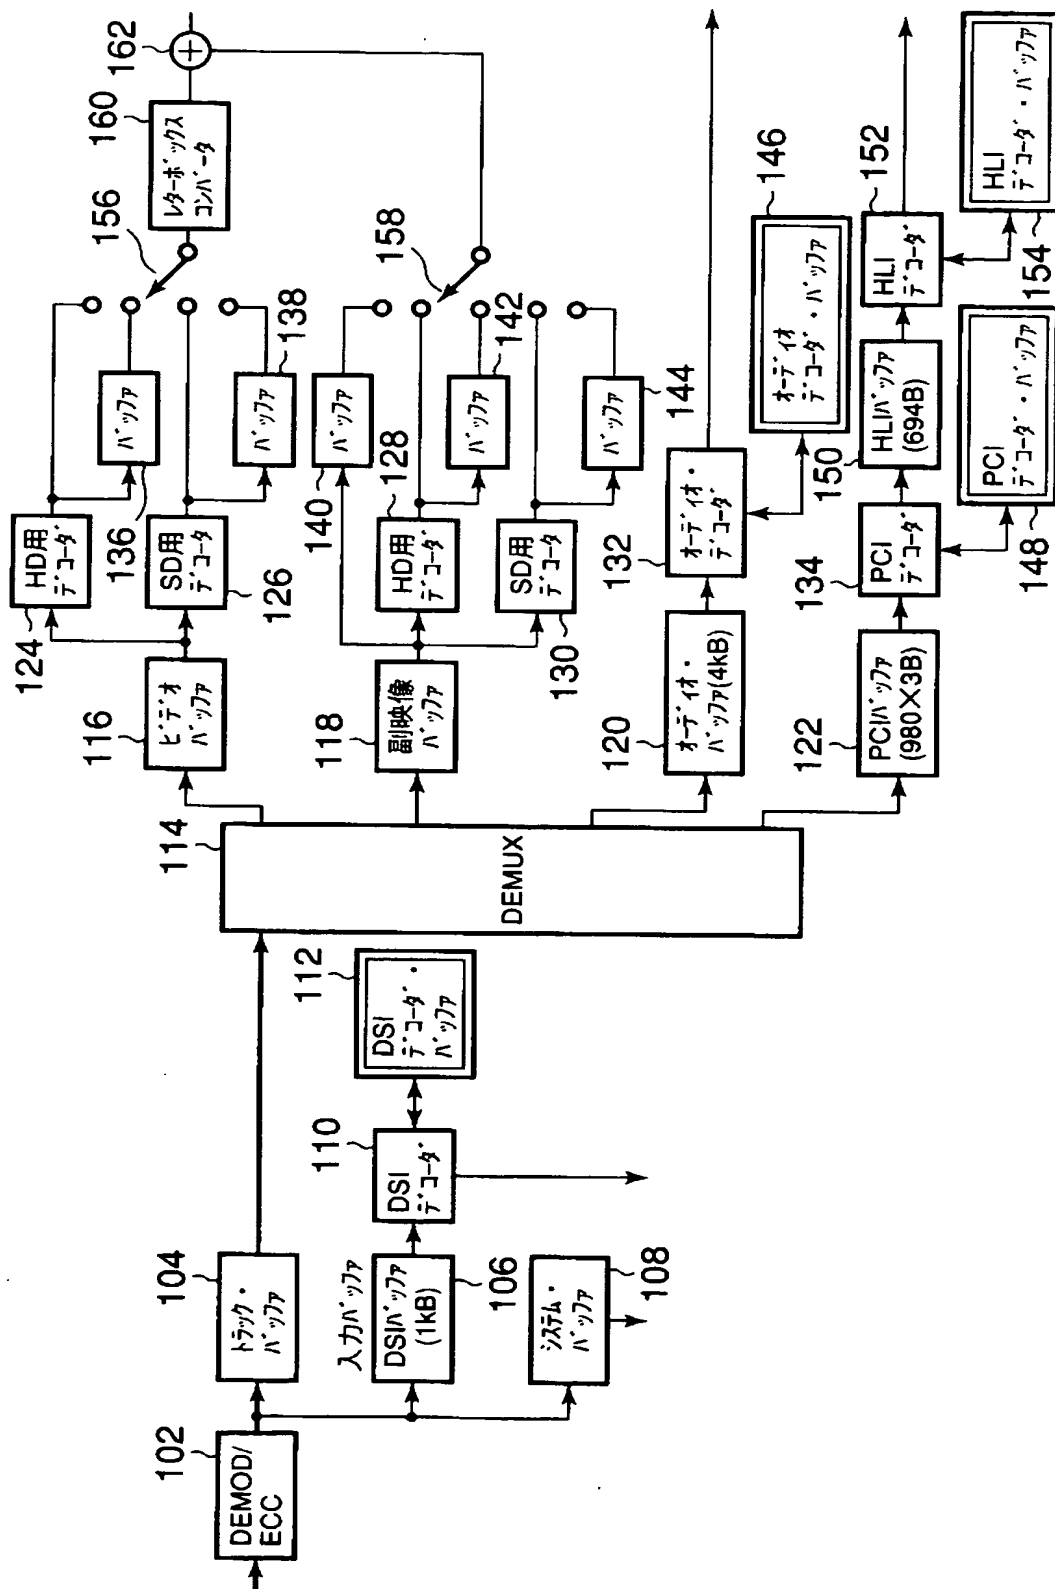 102
DEMOD/
ECC
104
トラック・
バッファ
入力バッファ
DSIバッファ
(1kB)
106
システム・
バッファ
108
110
DSI
デコーダ
112
DSI
デコーダ・
バッファ
114
DEMUX
116
ビデオ
バッファ
118
副映像
バッファ
120
オーディオ・
バッファ(4kB)
122
PCIバッファ
(980×3B)
124
HD用
デコーダ
SD用
デコーダ
126
128
HD用
デコーダ
SD用
デコーダ
130
132
オーディオ・
デコーダ
134
PCI
デコーダ
136
バッファ
138
バッファ
140
バッファ
142
バッファ
144
バッファ
146
オーディオ
デコーダ・バッファ
148
PCI
デコーダ・バッファ
150
HLIバッファ
(694B)
152
HLI
デコーダ
154
HLI
デコーダ・バッファ
156
158
160
レターボックス
コンバータ
162